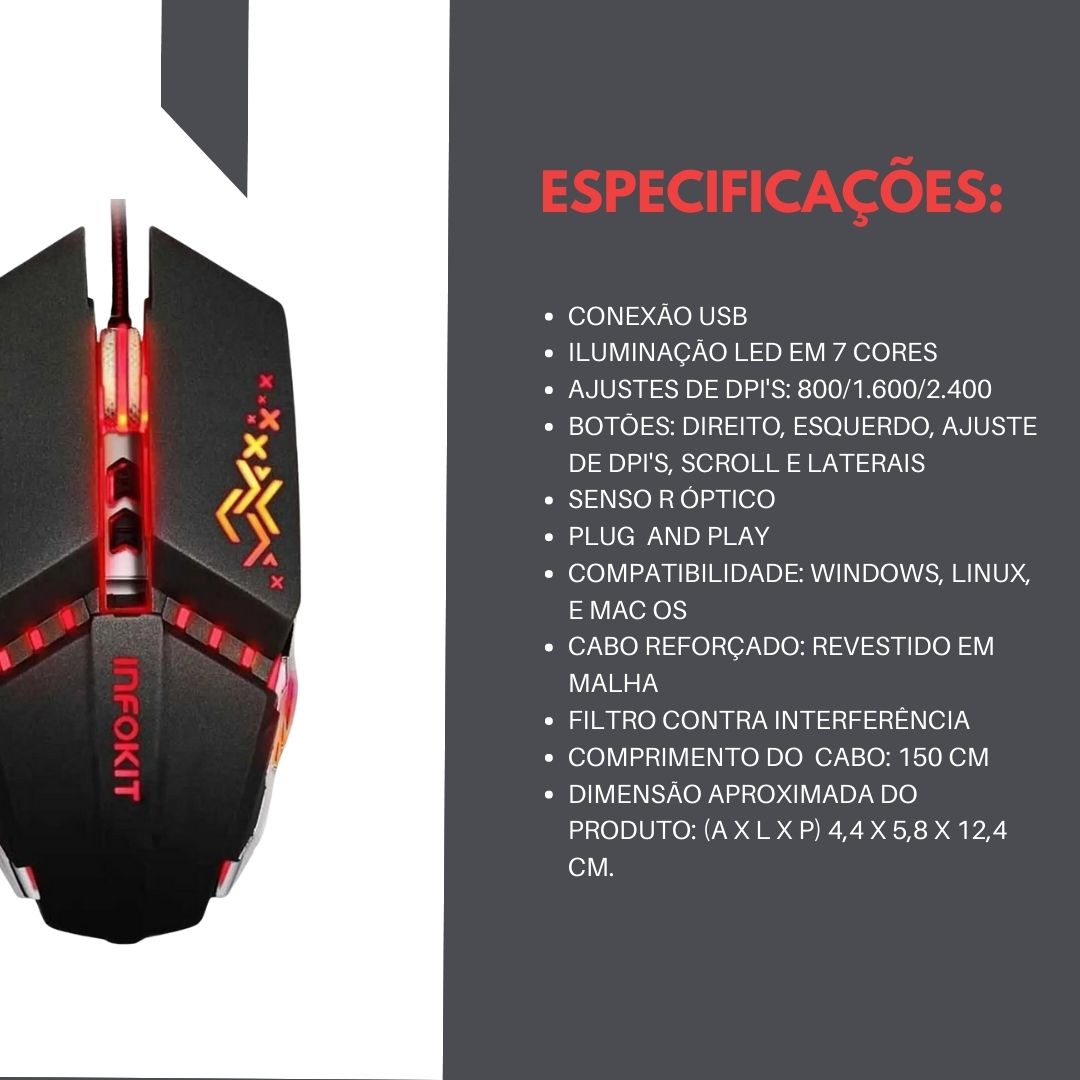 ESPECIFICAÇÕES:
CONEXÃO USB
ILUMINAÇÃO LED EM 7 CORES
AJUSTES DE DPI'S: 800/1.600/2.400
BOTÕES: DIREITO, ESQUERDO, AJUSTE
DE DPI'S, SCROLL E LATERAIS
SENSO R ÓPTICO
PLUG  AND PLAY
COMPATIBILIDADE: WINDOWS, LINUX,
E MAC OS
CABO REFORÇADO: REVESTIDO EM
MALHA
FILTRO CONTRA INTERFERÊNCIA
COMPRIMENTO DO  CABO: 150 CM
DIMENSÃO APROXIMADA DO
PRODUTO: (A X L X P) 4,4 X 5,8 X 12,4
CM.
INFOKIT